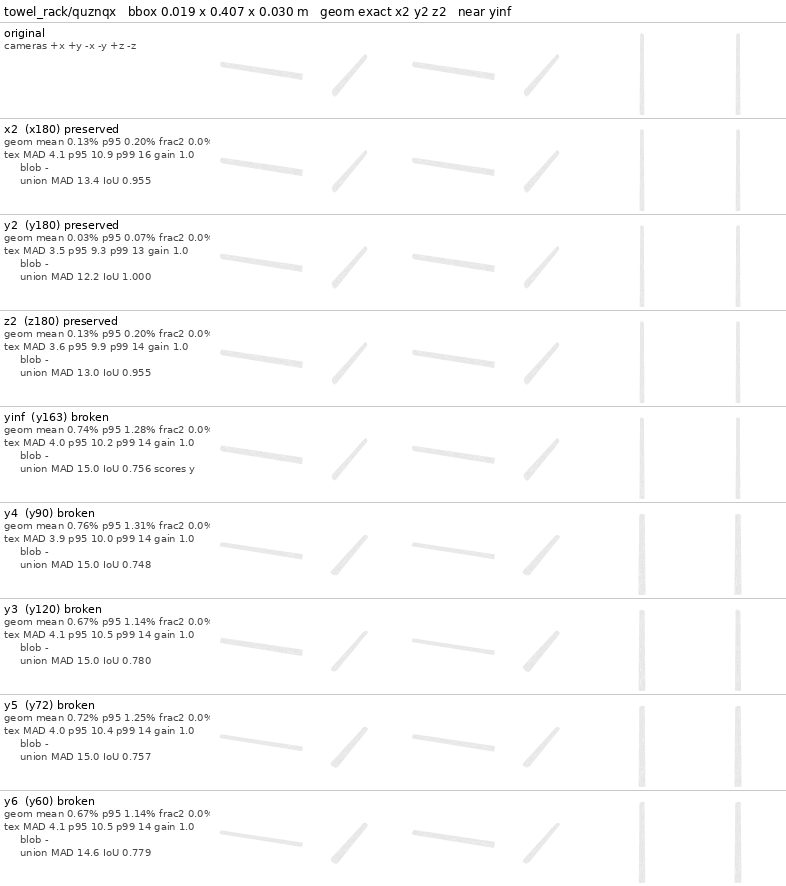 towel_rack/quznqx bbox 0.019 x 0.407 x 0.030 m geom exact x2 y2 z2 near yinf
original
cameras +x +y -x -y +z -z
x2 (x180) preserved
geom mean 0.13% p95 0.20% frac2 0.0%
tex MAD 4.1 p95 10.9 p99 16 gain 1.0
blob -
union MAD 13.4 IoU 0.955
y2 (y180) preserved
geom mean 0.03% p95 0.07% frac2 0.0%
tex MAD 3.5 p95 9.3 p99 13 gain 1.0
blob -
union MAD 12.2 IoU 1.000
z2 (z180) preserved
geom mean 0.13% p95 0.20% frac2 0.0%
tex MAD 3.6 p95 9.9 p99 14 gain 1.0
blob -
union MAD 13.0 IoU 0.955
yinf (y163) broken
geom mean 0.74% p95 1.28% frac2 0.0%
tex MAD 4.0 p95 10.2 p99 14 gain 1.0
blob -
union MAD 15.0 IoU 0.756 scores y
y4 (y90) broken
geom mean 0.76% p95 1.31% frac2 0.0%
tex MAD 3.9 p95 10.0 p99 14 gain 1.0
blob -
union MAD 15.0 IoU 0.748
y3 (y120) broken
geom mean 0.67% p95 1.14% frac2 0.0%
tex MAD 4.1 p95 10.5 p99 14 gain 1.0
blob -
union MAD 15.0 IoU 0.780
y5 (y72) broken
geom mean 0.72% p95 1.25% frac2 0.0%
tex MAD 4.0 p95 10.4 p99 14 gain 1.0
blob -
union MAD 15.0 IoU 0.757
y6 (y60) broken
geom mean 0.67% p95 1.14% frac2 0.0%
tex MAD 4.1 p95 10.5 p99 14 gain 1.0
blob -
union MAD 14.6 IoU 0.779